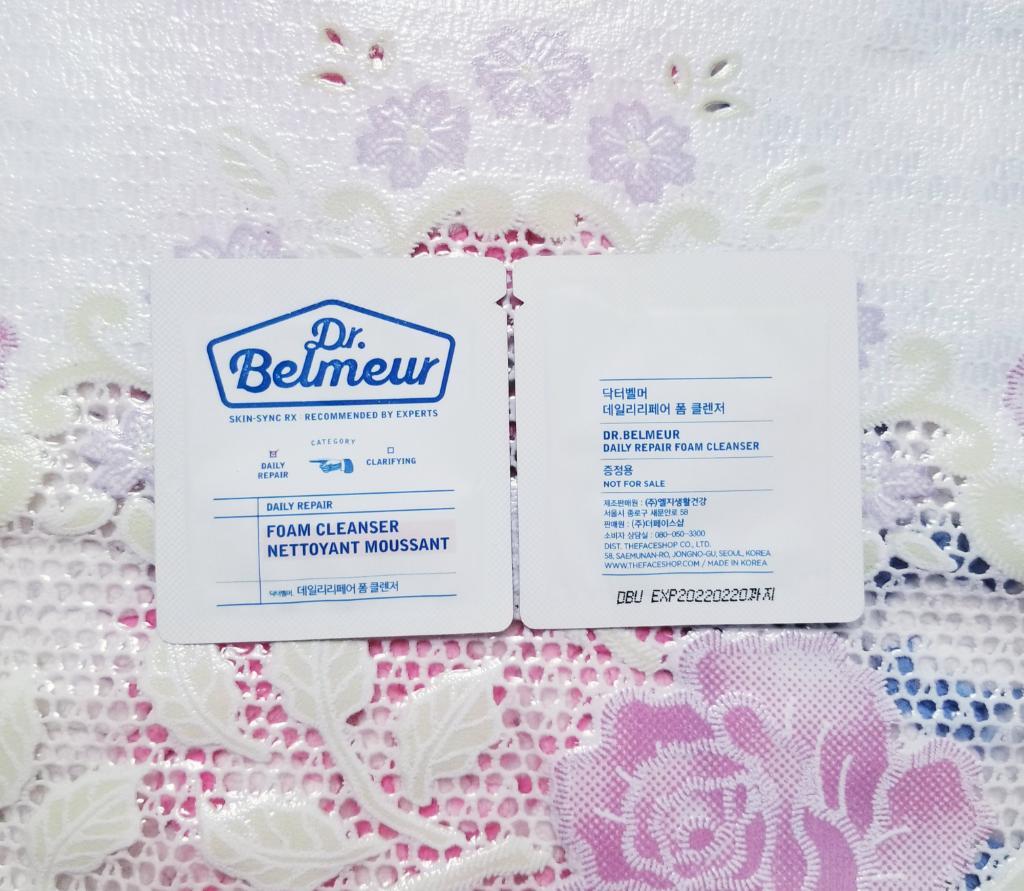 Dr.
Belmeur
SKIN-SYNC RX RECOMMENDED BY EXPERTS
CATEGORY
DAILY
REPAIR
CLARIFYING
DAILY REPAIR
FOAM CLEANSER
NETTOYANT MOUSSANT
닥터벨머 데일리리페어 폼 클렌저
닥터벨머
데일리리페어 폼 클렌저
DR.BELMEUR
DAILY REPAIR FOAM CLEANSER
증정용
NOT FOR SALE
제조판매원 : (주)엘지생활건강
서울시 종로구 새문안로 58
판매원 : (주)더페이스샵
소비자 상담실 : 080-050-3300
DIST. THEFACESHOP CO., LTD.
58, SAEMUNAN-RO, JONGNO-GU, SEOUL, KOREA
WWW.THEFACESHOP.COM / MADE IN KOREA
DBU EXP20220220까지